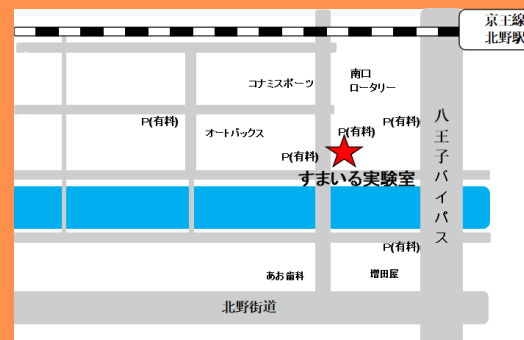 京王線
北野駅
コナミスポーツ
南口
ロータリー
P(有料)
オートバックス
P(有料)
P(有料)
P(有料)
すまいる実験室
八王子バイパス
P(有料)
あお歯科
増田屋
北野街道